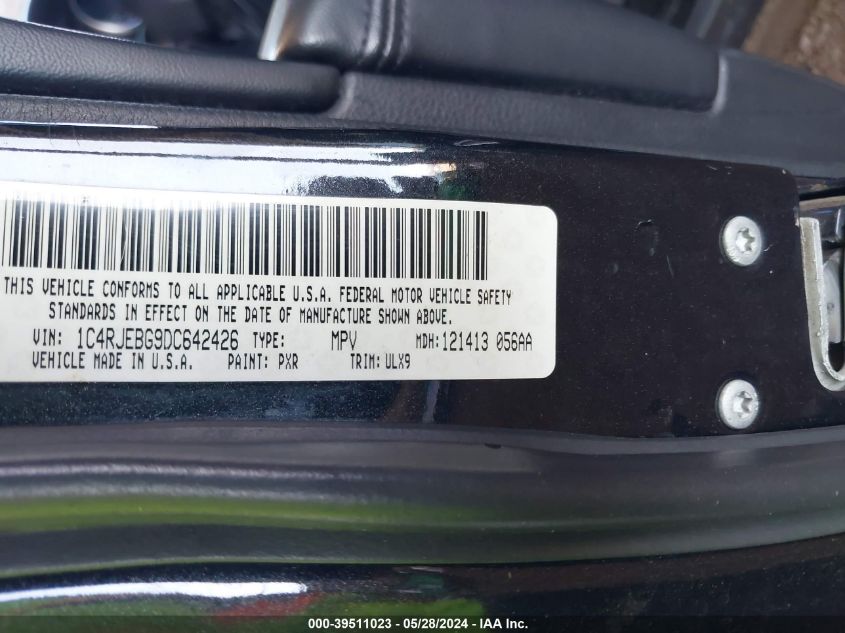 THIS VEHICLE CONFORMS TO ALL APPLICABLE U.S.A. FEDERAL MOTOR VEHICLE SAFETY
STANDARDS IN EFFECT ON THE DATE OF MANUFACTURE SHOWN ABOVE.
VIN: 1C4RJEBG9DC642426 TYPE: MPV MDH:121413 056AA
VEHICLE MADE IN U.S.A. PAINT: PXR TRIM: ULX9
000-39511023 - 05/28/2024 - IAA Inc.